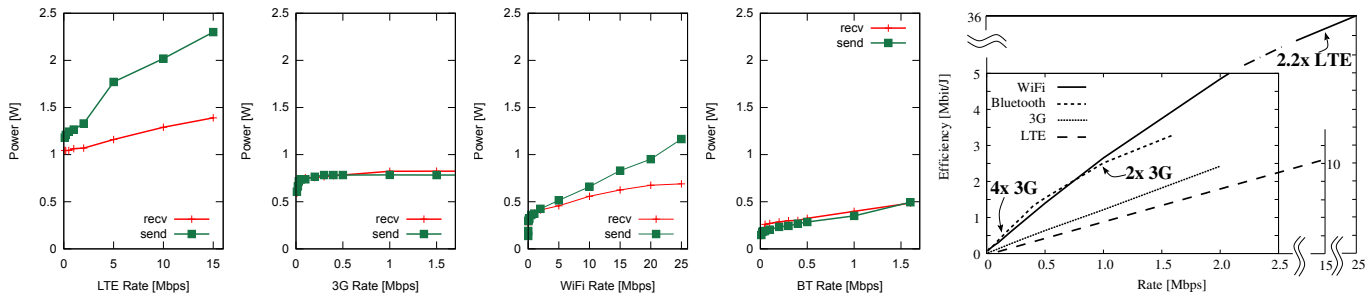 Power [W]
2.5
2
1.5
1
0.5
0
recv
send
0 5 10 15
LTE Rate [Mbps]
Power [W]
2.5
2
1.5
1
0.5
0
recv
send
0 0.5 1 1.5
3G Rate [Mbps]
Power [W]
2.5
2
1.5
1
0.5
0
recv
send
0 5 10 15 20 25
WiFi Rate [Mbps]
Power [W]
2.5
2
1.5
1
0.5
0
recv
send
0 0.5 1 1.5
BT Rate [Mbps]
Efficiency [Mbit/J]
36
5
4
3
2
1
0
WiFi
Bluetooth
3G
LTE
2.2x LTE
2x 3G
4x 3G
10
0 0.5 1.0 1.5 2.0 2.5 15 25
Rate [Mbps]